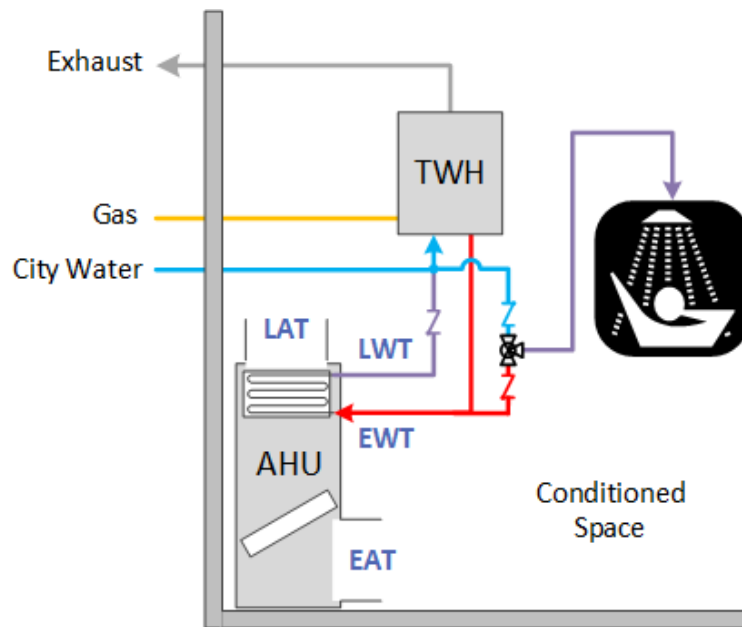 Exhaust
TWH
Gas
City Water
LAT
LWT
EWT
AHU
Conditioned
Space
EAT